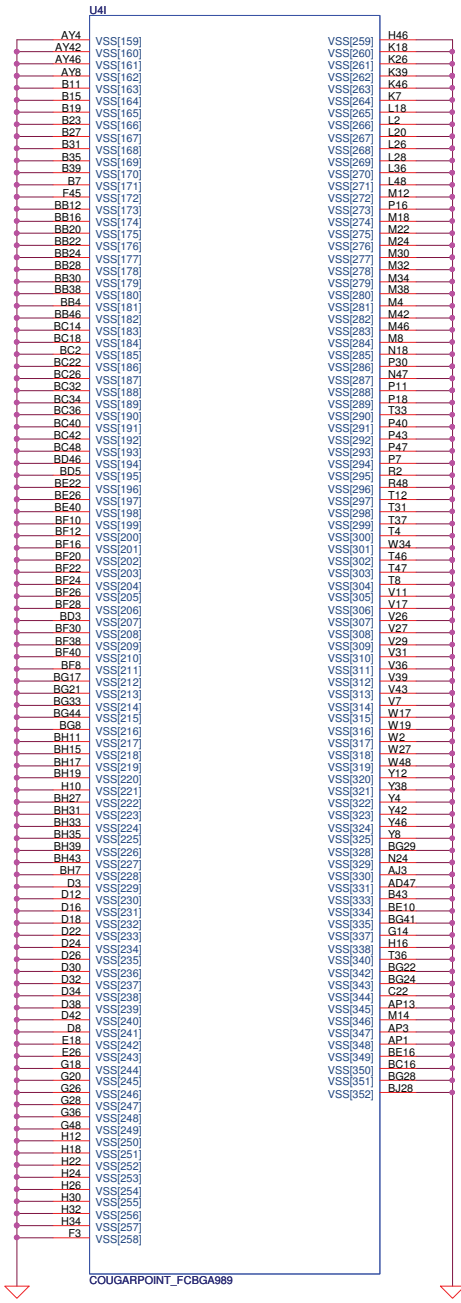 U4I
AY4 VSS[159]
AY42 VSS[160]
AY46 VSS[161]
AY8 VSS[162]
B11 VSS[163]
B15 VSS[164]
B19 VSS[165]
B23 VSS[166]
B27 VSS[167]
B31 VSS[168]
B35 VSS[169]
B39 VSS[170]
B7 VSS[171]
F45 VSS[172]
BB12 VSS[173]
BB16 VSS[174]
BB20 VSS[175]
BB22 VSS[176]
BB24 VSS[177]
BB28 VSS[178]
BB30 VSS[179]
BB38 VSS[180]
BB4 VSS[181]
BB46 VSS[182]
BC14 VSS[183]
BC18 VSS[184]
BC2 VSS[185]
BC22 VSS[186]
BC26 VSS[187]
BC32 VSS[188]
BC34 VSS[189]
BC36 VSS[190]
BC40 VSS[191]
BC42 VSS[192]
BC48 VSS[193]
BD46 VSS[194]
BD5 VSS[195]
BE22 VSS[196]
BE26 VSS[197]
BE40 VSS[198]
BF10 VSS[199]
BF12 VSS[200]
BF16 VSS[201]
BF20 VSS[202]
BF22 VSS[203]
BF24 VSS[204]
BF26 VSS[205]
BF28 VSS[206]
BD3 VSS[207]
BF30 VSS[208]
BF38 VSS[209]
BF40 VSS[210]
BF8 VSS[211]
BG17 VSS[212]
BG21 VSS[213]
BG33 VSS[214]
BG44 VSS[215]
BG8 VSS[216]
BH11 VSS[217]
BH15 VSS[218]
BH17 VSS[219]
BH19 VSS[220]
H10 VSS[221]
BH27 VSS[222]
BH31 VSS[223]
BH33 VSS[224]
BH35 VSS[225]
BH39 VSS[226]
BH43 VSS[227]
BH7 VSS[228]
D3 VSS[229]
D12 VSS[230]
D16 VSS[231]
D18 VSS[232]
D22 VSS[233]
D24 VSS[234]
D26 VSS[235]
D30 VSS[236]
D32 VSS[237]
D34 VSS[238]
D38 VSS[239]
D42 VSS[240]
D8 VSS[241]
E18 VSS[242]
E26 VSS[243]
G18 VSS[244]
G20 VSS[245]
G26 VSS[246]
G28 VSS[247]
G36 VSS[248]
G48 VSS[249]
H12 VSS[250]
H18 VSS[251]
H22 VSS[252]
H24 VSS[253]
H26 VSS[254]
H30 VSS[255]
H32 VSS[256]
H34 VSS[257]
F3 VSS[258]
VSS[259] H46
VSS[260] K18
VSS[261] K26
VSS[262] K39
VSS[263] K46
VSS[264] K7
VSS[265] L18
VSS[266] L2
VSS[267] L20
VSS[268] L26
VSS[269] L28
VSS[270] L36
VSS[271] L48
VSS[272] M12
VSS[273] P16
VSS[274] M18
VSS[275] M22
VSS[276] M24
VSS[277] M30
VSS[278] M32
VSS[279] M34
VSS[280] M38
VSS[281] M4
VSS[282] M42
VSS[283] M46
VSS[284] M8
VSS[285] N18
VSS[286] P30
VSS[287] N47
VSS[288] P11
VSS[289] P18
VSS[290] T33
VSS[291] P40
VSS[292] P43
VSS[293] P47
VSS[294] P7
VSS[295] R2
VSS[296] R48
VSS[297] T12
VSS[298] T31
VSS[299] T37
VSS[300] T4
VSS[301] W34
VSS[302] T46
VSS[303] T47
VSS[304] T8
VSS[305] V11
VSS[306] V17
VSS[307] V26
VSS[308] V27
VSS[309] V29
VSS[310] V31
VSS[311] V36
VSS[312] V39
VSS[313] V43
VSS[314] V7
VSS[315] W17
VSS[316] W19
VSS[317] W2
VSS[318] W27
VSS[319] W48
VSS[320] Y12
VSS[321] Y38
VSS[322] Y4
VSS[323] Y42
VSS[324] Y46
VSS[325] Y8
VSS[328] BG29
VSS[329] N24
VSS[330] AJ3
VSS[331] AD47
VSS[333] B43
VSS[334] BE10
VSS[335] BG41
VSS[337] G14
VSS[338] H16
VSS[340] T36
VSS[342] BG22
VSS[343] BG24
VSS[344] C22
VSS[345] AP13
VSS[346] M14
VSS[347] AP3
VSS[348] AP1
VSS[349] BE16
VSS[350] BC16
VSS[351] BG28
VSS[352] BJ28
COUGARPOINT_FCBGA989